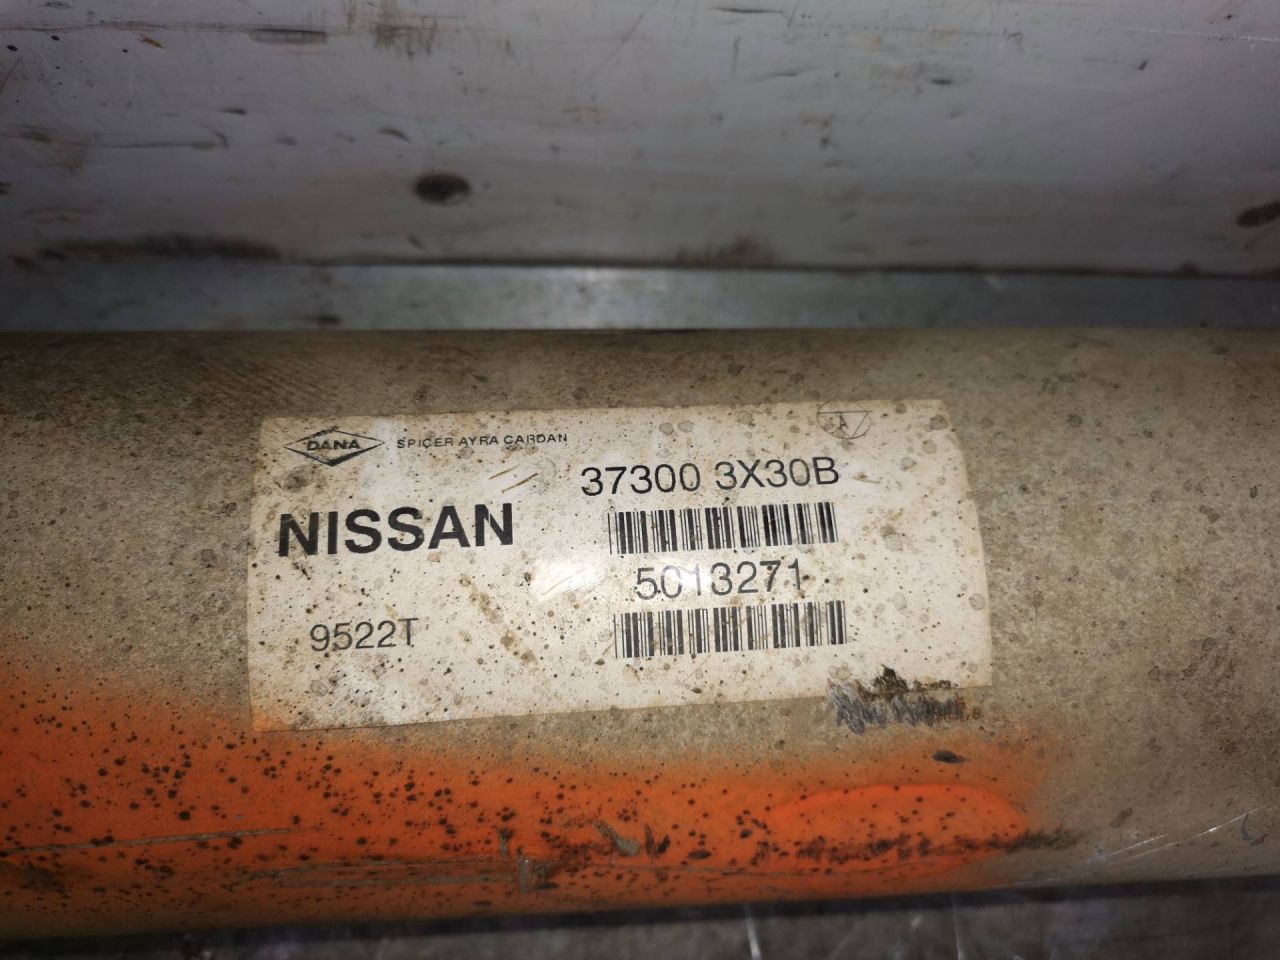 DANA SPICER AYRA CARDAN
37300 3X30B
NISSAN
5013271
9522T
A